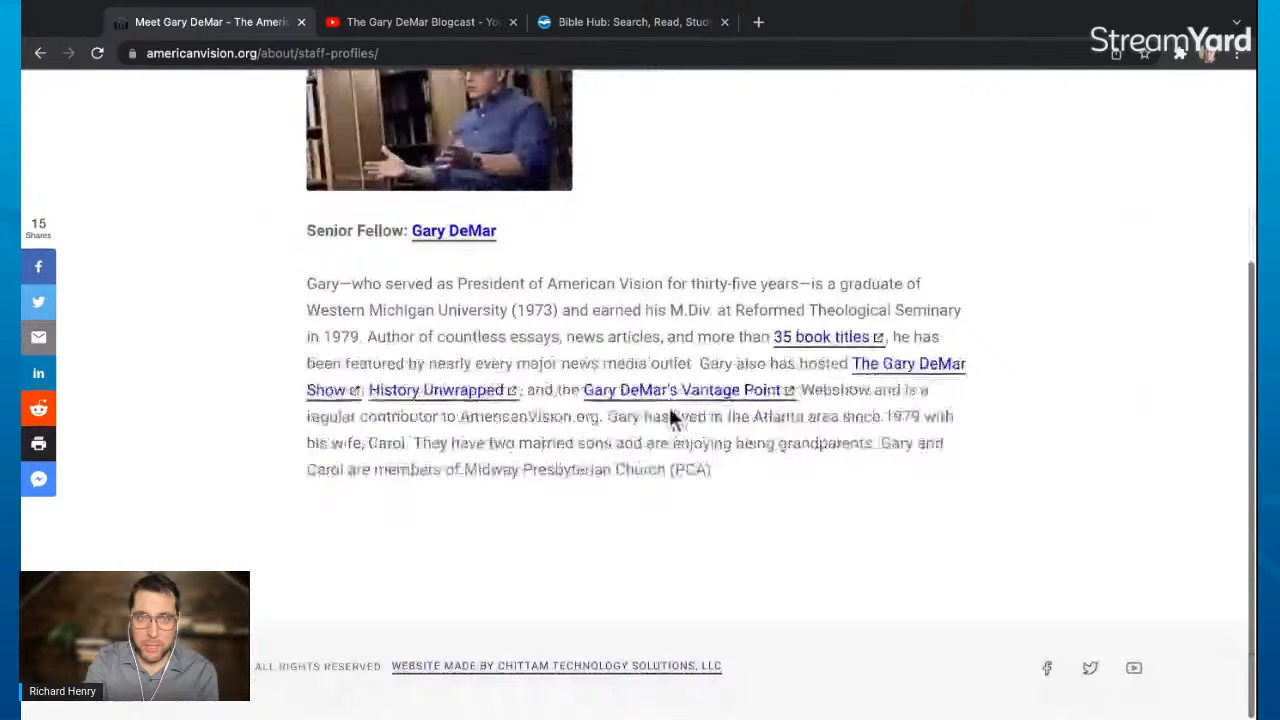 Meet Gary DeMar - The Ameri
The Gary DeMar Blogcast - Yo
Bible Hub: Search, Read, Stud
StreamYard
americanvision.org/about/staff-profiles/
15
Shares
Senior Fellow: Gary DeMar
Gary—who served as President of American Vision for thirty-five years—is a graduate of
Western Michigan University (1973) and earned his M.Div. at Reformed Theological Seminary
in 1979. Author of countless essays, news articles, and more than 35 book titles, he has
been featured by nearly every major news media outlet. Gary also has hosted The Gary DeMar
Show, History Unwrapped, and the Gary DeMar's Vantage Point Webshow and is a
regular contributor to AmericanVision.org. Gary has lived in the Atlanta area since 1979 with
his wife, Carol. They have two married sons and are enjoying being grandparents. Gary and
Carol are members of Midway Presbyterian Church (PCA)
Richard Henry
ALL RIGHTS RESERVED WEBSITE MADE BY CHITTAM TECHNOLOGY SOLUTIONS, LLC